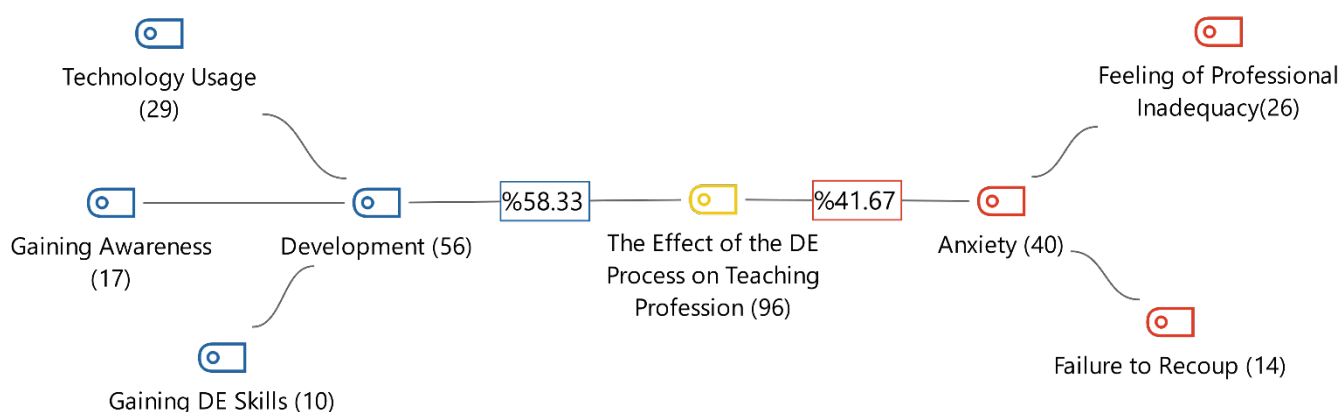 Technology Usage
(29)
Feeling of Professional
Inadequacy(26)
%58.33
%41.67
Gaining Awareness
(17)
Development (56)
The Effect of the DE
Process on Teaching
Profession (96)
Anxiety (40)
Gaining DE Skills (10)
Failure to Recoup (14)